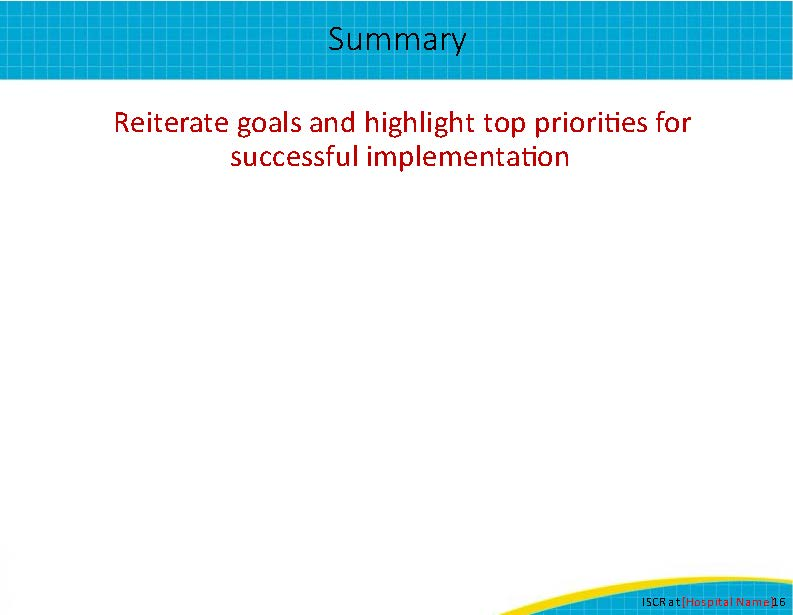 Summary
Reiterate goals and highlight top priorities for
successful implementation
ISCR at [Hospital Name]16